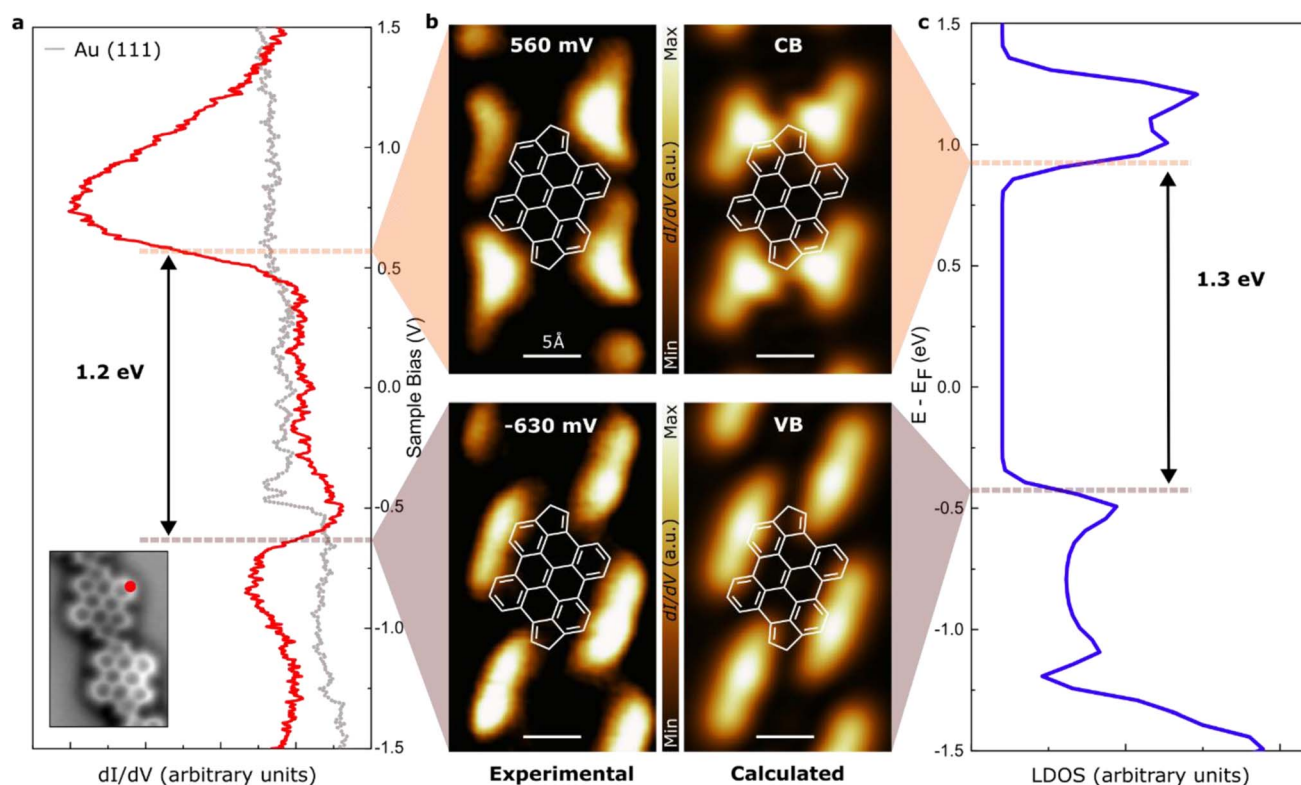 a
Au (111)
1.5
1.0
0.5
0.0
-0.5
-1.0
-1.5
Sample Bias (V)
1.2 eV
dI/dV (arbitrary units)
b
560 mV
5Å
Max
dI/dV (a.u.)
Min
CB
-630 mV
Max
dI/dV (a.u.)
Min
VB
Experimental
Calculated
c
1.5
1.0
0.5
0.0
-0.5
-1.0
-1.5
E - EF (eV)
1.3 eV
LDOS (arbitrary units)